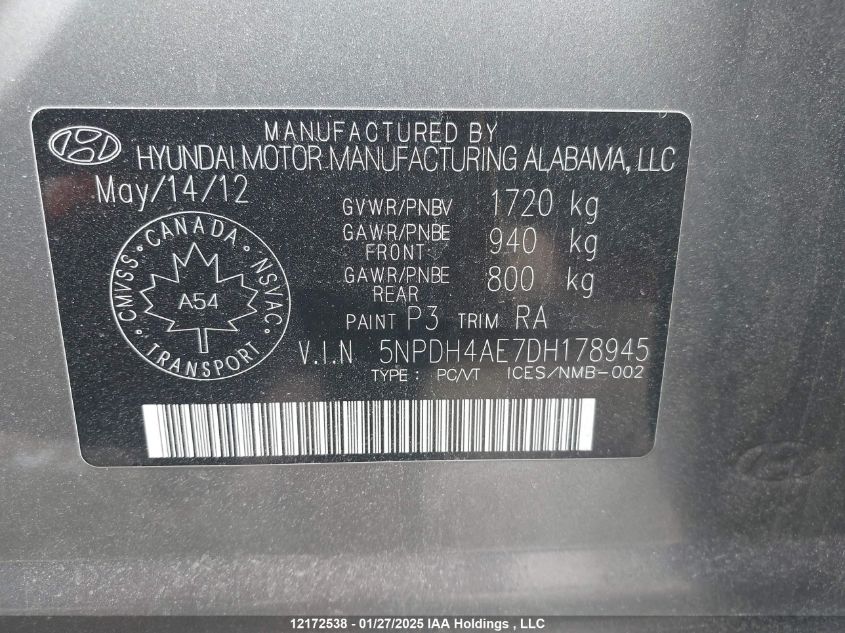 MANUFACTURED BY
HYUNDAI MOTOR MANUFACTURING ALABAMA, LLC
May/14/12
GVWR/PNBV 1720 kg
GAWR/PNBE FRONT 940 kg
GAWR/PNBE REAR 800 kg
PAINT P3 TRIM RA
V.I.N 5NPDH4AE7DH178945
TYPE : PC/VT ICES/NMB-002
CMVSS · CANADA · NSVAC
A54
TRANSPORT
12172538 - 01/27/2025 IAA Holdings , LLC